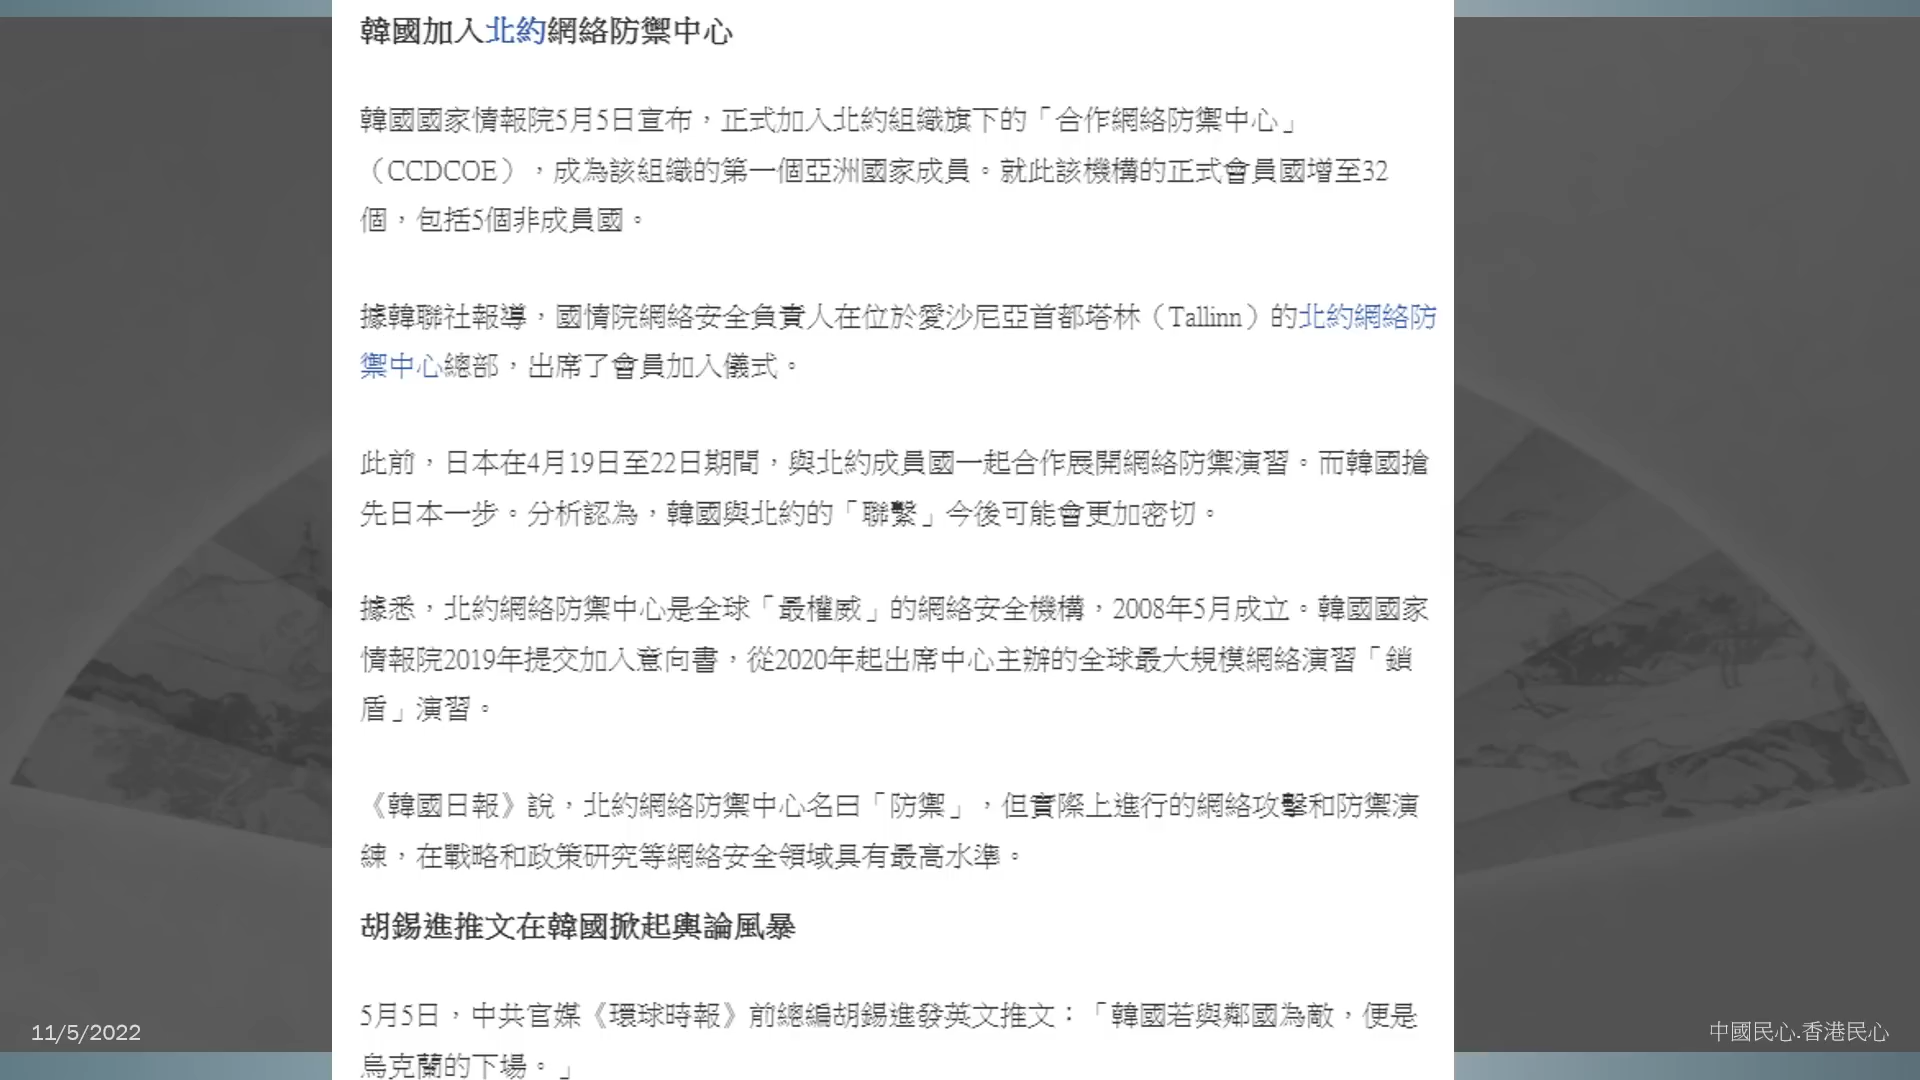 韓國加入北約網絡防禦中心
韓國國家情報院5月5日宣布，正式加入北約組織旗下的「合作網絡防禦中心」
（CCDCOE），成為該組織的第一個亞洲國家成員。就此該機構的正式會員國增至32
個，包括5個非成員國。
據韓聯社報導，國情院網絡安全負責人在位於愛沙尼亞首都塔林（Tallinn）的北約網絡防
禦中心總部，出席了會員加入儀式。
此前，日本在4月19日至22日期間，與北約成員國一起合作展開網絡防禦演習。而韓國搶
先日本一步。分析認為，韓國與北約的「聯繫」今後可能會更加密切。
據悉，北約網絡防禦中心是全球「最權威」的網絡安全機構，2008年5月成立。韓國國家
情報院2019年提交加入意向書，從2020年起出席中心主辦的全球最大規模網絡演習「鎖
盾」演習。
《韓國日報》說，北約網絡防禦中心名曰「防禦」，但實際上進行的網絡攻擊和防禦演
練，在戰略和政策研究等網絡安全領域具有最高水準。
胡錫進推文在韓國掀起輿論風暴
5月5日，中共官媒《環球時報》前總編胡錫進發英文推文：「韓國若與鄰國為敵，便是
烏克蘭的下場。」
11/5/2022
中國民心.香港民心